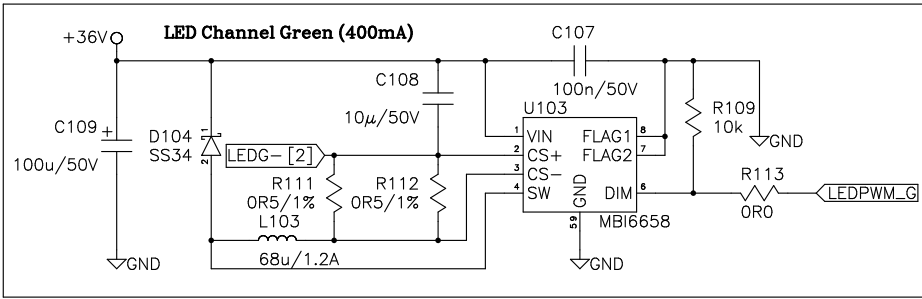 LED Channel Green (400mA)
+36V
C107
100n/50V
C108
10µ/50V
U103
R109
10k
C109
+
100u/50V
D104
SS34
1
2
1 VIN
2 CS+
3 CS-
4 SW
FLAG1 8
FLAG2 7
DIM 6
GND
59
MBI6658
GND
LEDG- [2]
R111
0R5/1%
R112
0R5/1%
R113
0R0
LEDPWM_G
L103
68u/1.2A
GND
GND